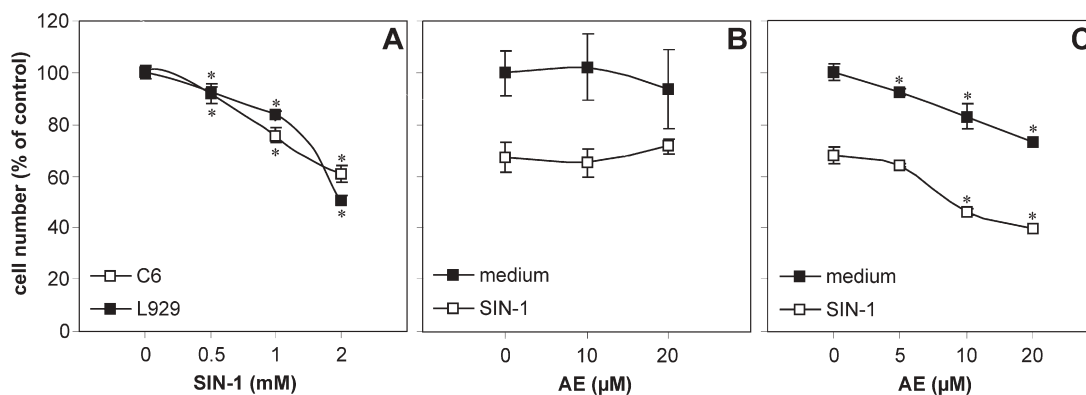 cell number (% of control)
120
100
80
60
40
20
0
A
*
*
*
*
*
*
C6
L929
0
0.5
1
2
SIN-1 (mM)
B
medium
SIN-1
0
10
20
AE (µM)
C
*
*
*
*
*
medium
SIN-1
0
5
10
20
AE (µM)